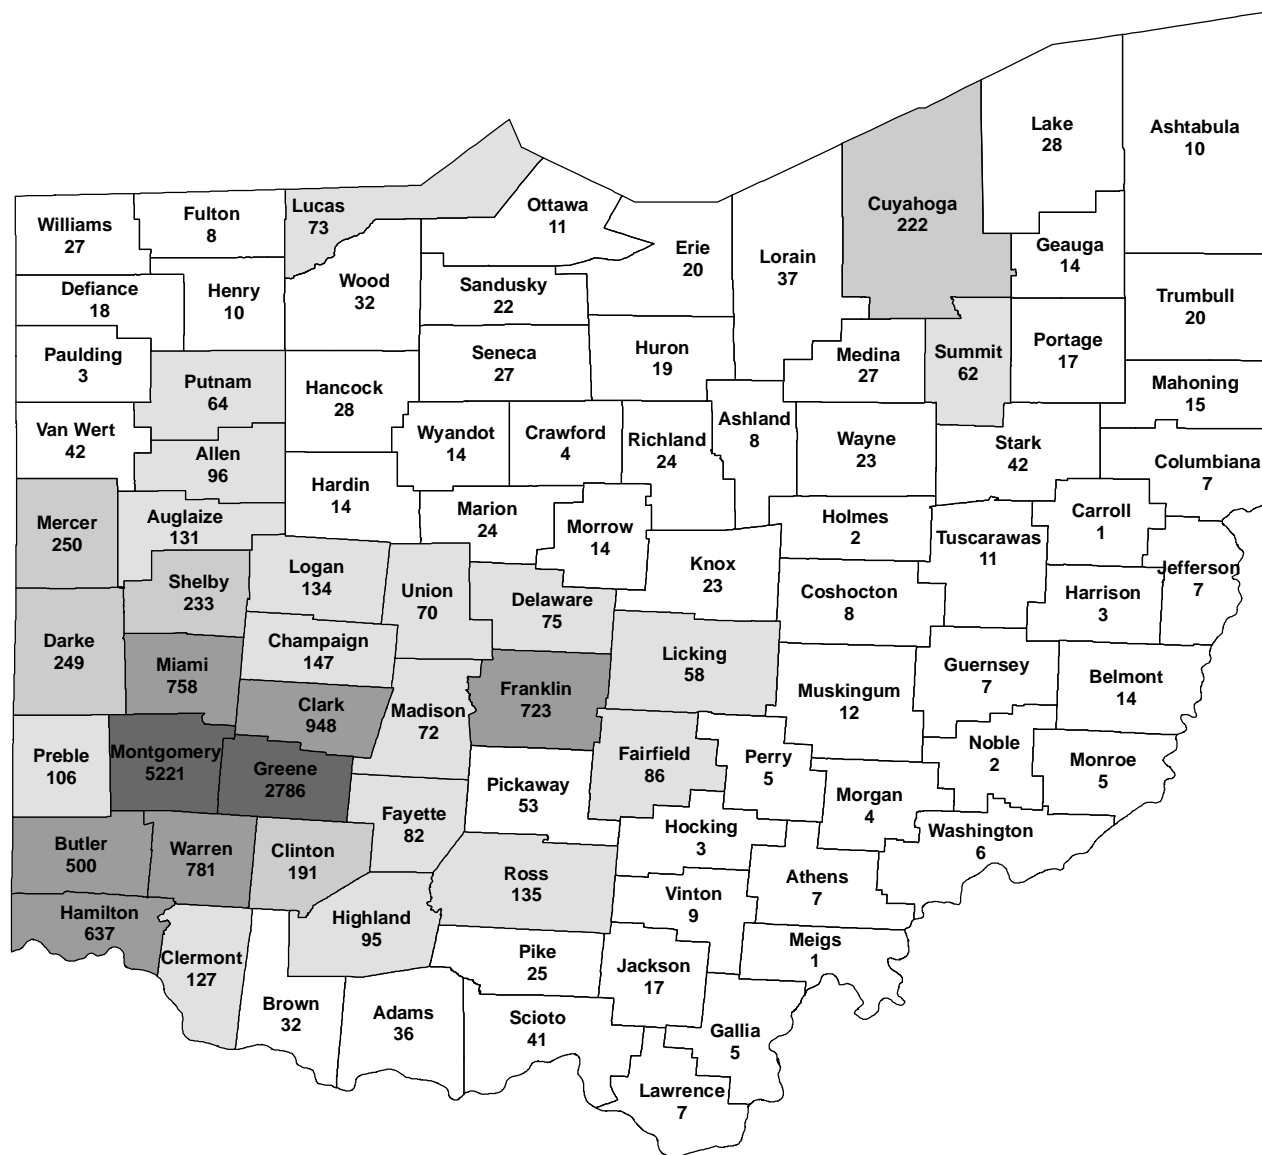 Lake
28
Ashtabula
10
Williams
27
Fulton
8
Lucas
73
Ottawa
11
Cuyahoga
222
Erie
20
Lorain
37
Geauga
14
Defiance
18
Henry
10
Wood
32
Sandusky
22
Trumbull
20
Paulding
3
Putnam
64
Hancock
28
Seneca
27
Huron
19
Medina
27
Summit
62
Portage
17
Mahoning
15
Van Wert
42
Allen
96
Wyandot
14
Crawford
4
Richland
24
Ashland
8
Wayne
23
Stark
42
Columbiana
7
Mercer
250
Auglaize
131
Hardin
14
Marion
24
Morrow
14
Holmes
2
Tuscarawas
11
Carroll
1
Jefferson
7
Shelby
233
Logan
134
Union
70
Delaware
75
Knox
23
Coshocton
8
Harrison
3
Darke
249
Miami
758
Champaign
147
Licking
58
Guernsey
7
Belmont
14
Clark
948
Madison
72
Franklin
723
Muskingum
12
Preble
106
Montgomery
5221
Greene
2786
Fairfield
86
Perry
5
Noble
2
Monroe
5
Pickaway
53
Morgan
4
Fayette
82
Hocking
3
Washington
6
Butler
500
Warren
781
Clinton
191
Ross
135
Vinton
9
Athens
7
Hamilton
637
Highland
95
Clermont
127
Pike
25
Jackson
17
Meigs
1
Brown
32
Adams
36
Scioto
41
Gallia
5
Lawrence
7